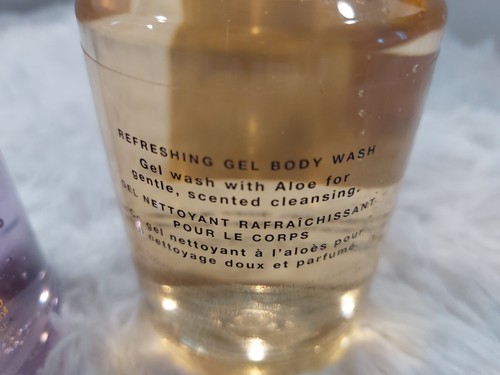 REFRESHING GEL BODY WASH
Gel wash with Aloe for
gentle, scented cleansing.
GEL NETTOYANT RAFRAÎCHISSANT
POUR LE CORPS
gel nettoyant à l'aloès pour
nettoyage doux et parfumé.